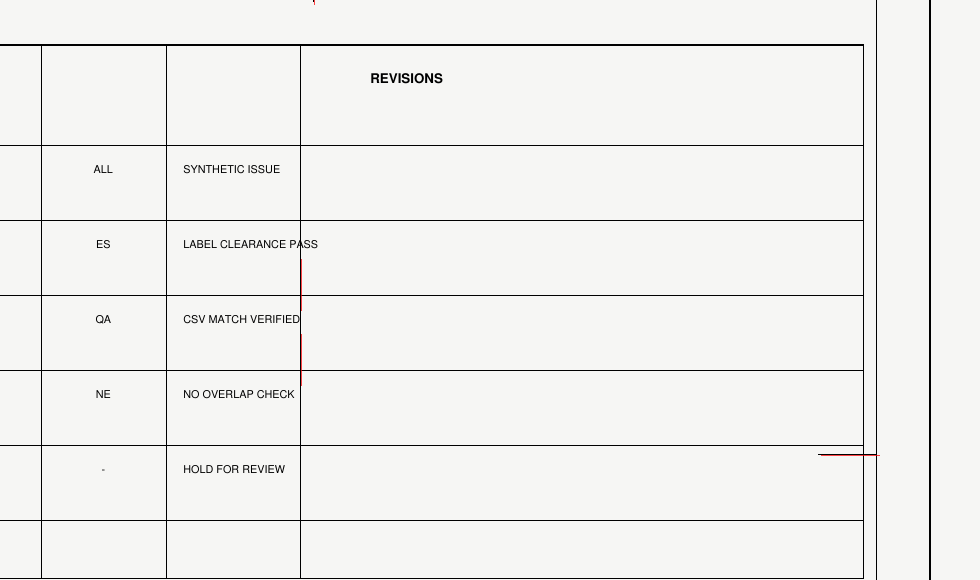 REVISIONS
ALL SYNTHETIC ISSUE
ES LABEL CLEARANCE PASS
QA CSV MATCH VERIFIED
NE NO OVERLAP CHECK
- HOLD FOR REVIEW